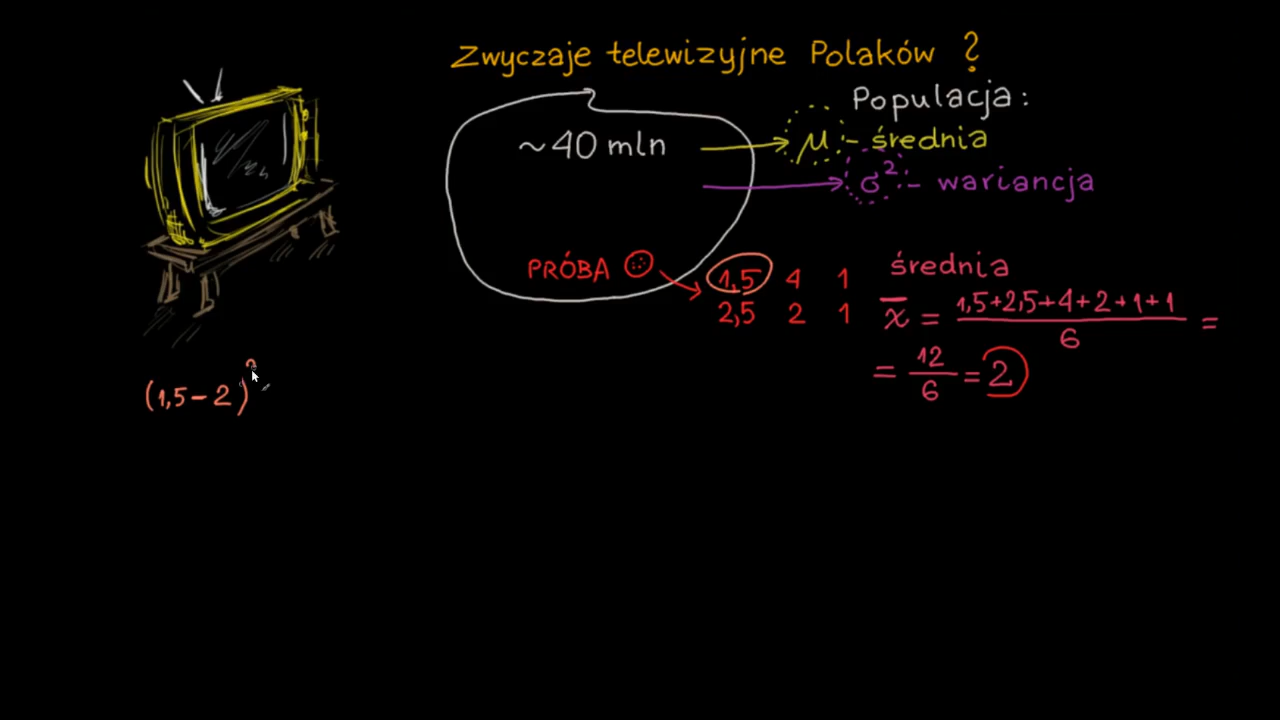 Zwyczaje telewizyjne Polaków ?
Populacja:
~40 mln
μ - średnia
σ² - wariancja
PRÓBA
1,5 4 1
2,5 2 1
średnia
x̄ = (1,5+2,5+4+2+1+1)/6 =
= 12/6 = 2
(1,5-2)²